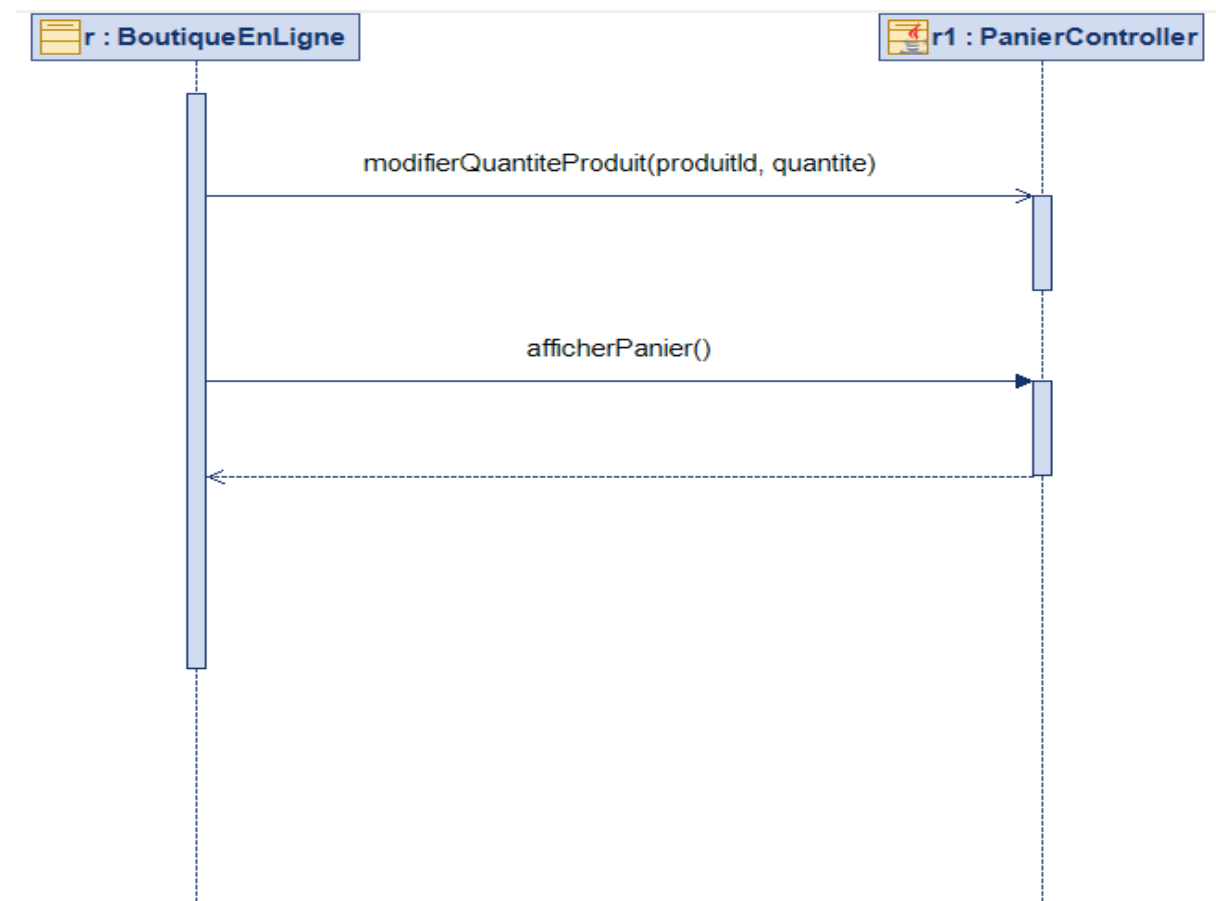 r : BoutiqueEnLigne
r1 : PanierController
modifierQuantiteProduit(produitId, quantite)
afficherPanier()